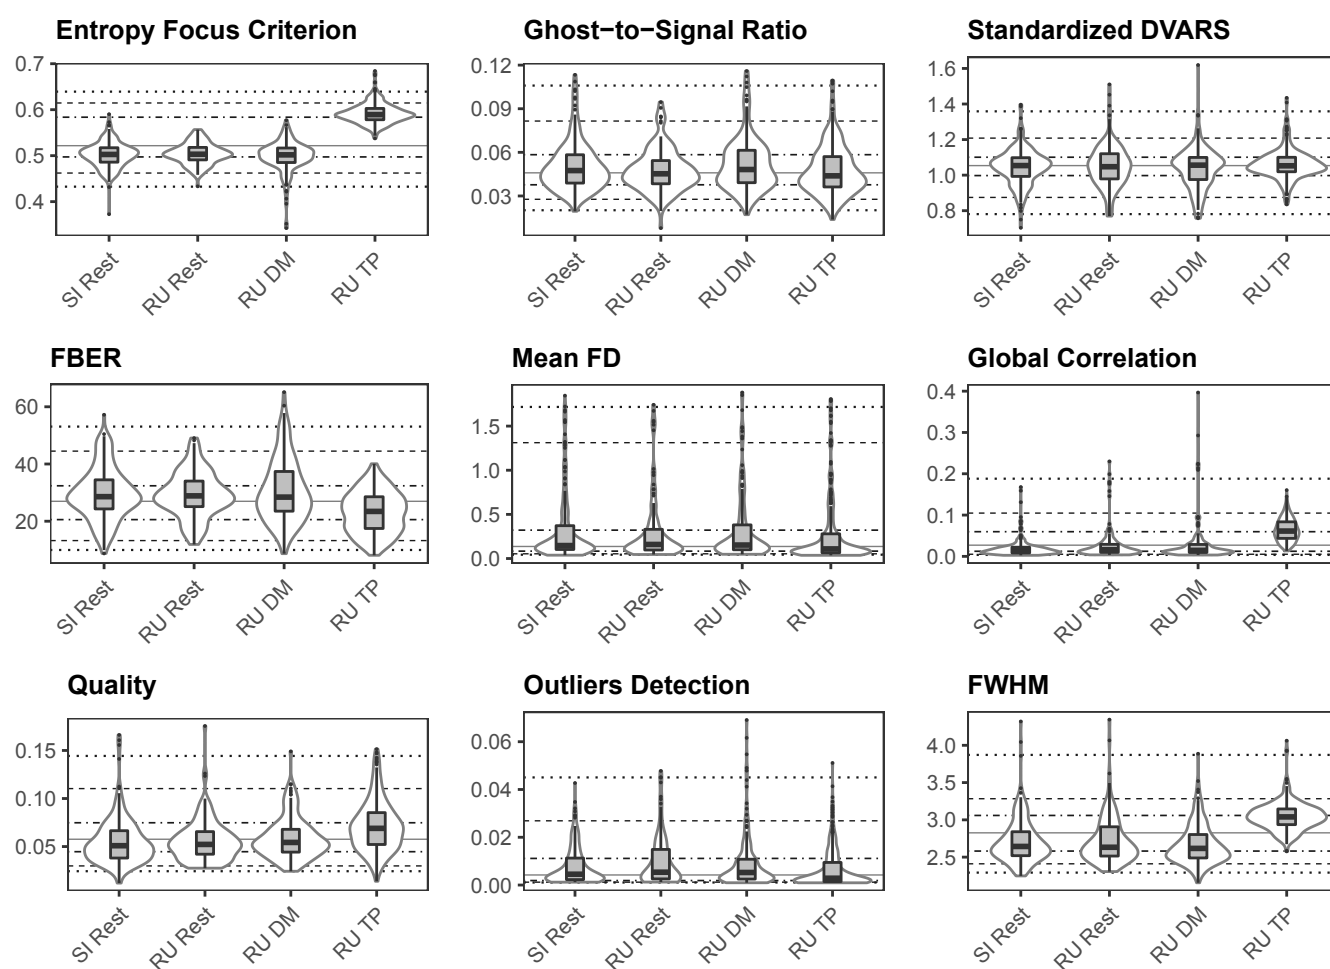 Entropy Focus Criterion
0.7
0.6
0.5
0.4
SI Rest
RU Rest
RU DM
RU TP
Ghost−to−Signal Ratio
0.12
0.09
0.06
0.03
SI Rest
RU Rest
RU DM
RU TP
Standardized DVARS
1.6
1.4
1.2
1.0
0.8
SI Rest
RU Rest
RU DM
RU TP
FBER
60
40
20
SI Rest
RU Rest
RU DM
RU TP
Mean FD
1.5
1.0
0.5
0.0
SI Rest
RU Rest
RU DM
RU TP
Global Correlation
0.4
0.3
0.2
0.1
0.0
SI Rest
RU Rest
RU DM
RU TP
Quality
0.15
0.10
0.05
SI Rest
RU Rest
RU DM
RU TP
Outliers Detection
0.06
0.04
0.02
0.00
SI Rest
RU Rest
RU DM
RU TP
FWHM
4.0
3.5
3.0
2.5
SI Rest
RU Rest
RU DM
RU TP